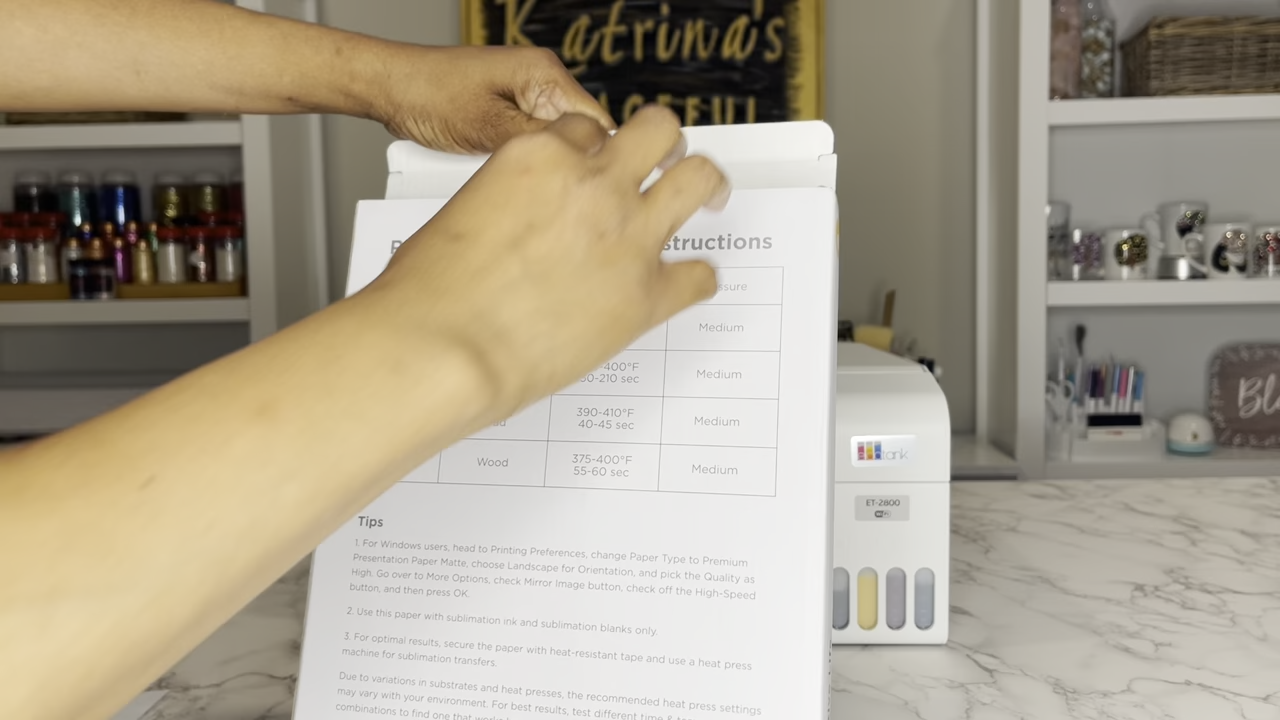 Katrina's
structions
Medium
400°F
0-210 sec
Medium
390-410°F
40-45 sec
Medium
Wood
375-400°F
55-60 sec
Medium
tank
ET-2800
Tips
1. For Windows users, head to Printing Preferences, change Paper Type to Premium
Presentation Paper Matte, choose Landscape for Orientation, and pick the Quality as
High. Go over to More Options, check Mirror Image button, check off the High-Speed
button, and then press OK.
2. Use this paper with sublimation ink and sublimation blanks only.
3. For optimal results, secure the paper with heat-resistant tape and use a heat press
machine for sublimation transfers.
Due to variations in substrates and heat presses, the recommended heat press settings
may vary with your environment. For best results, test different time &
combinations to find one that
Bl